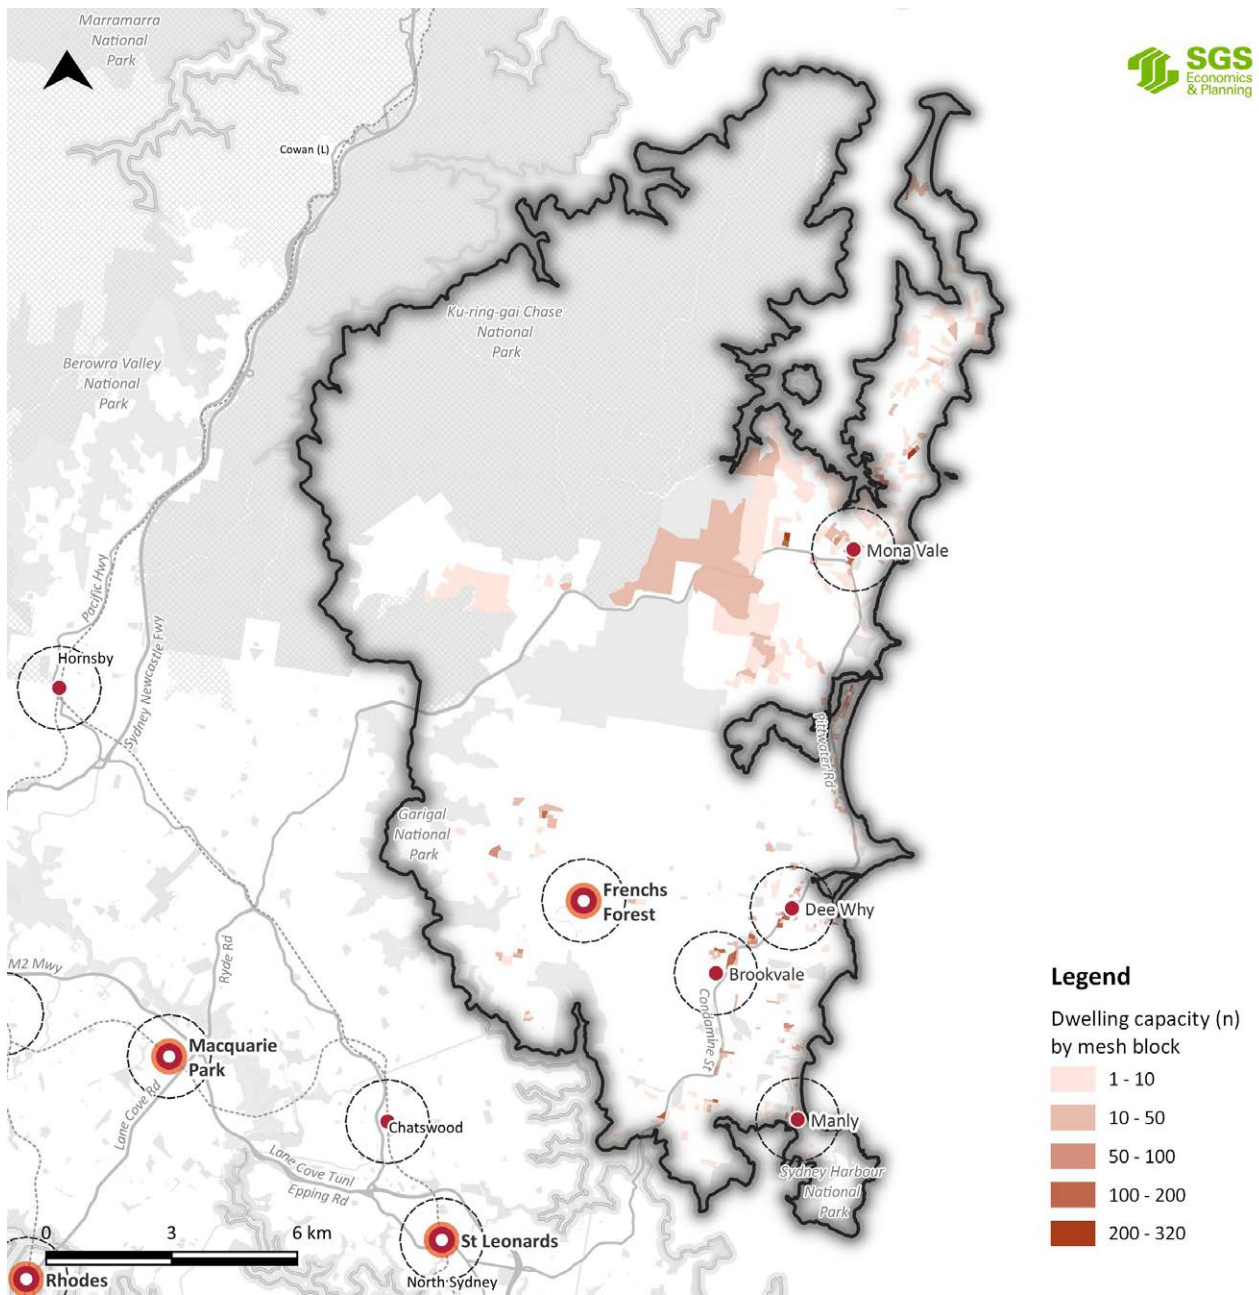 Marramarra
National
Park
SGS
Economics
& Planning
Cowan (L)
Ku-ring-gai Chase
National
Park
Berowra Valley
National
Park
Pacific Hwy
Mona Vale
Hornsby
Sydney Newcastle Fwy
Pittwater Rd
Garigal
National
Park
Frenchs
Forest
Dee Why
Ryde Rd
M2 Mwy
Brookvale
Condamine St
Legend
Dwelling capacity (n)
by mesh block
1 - 10
10 - 50
50 - 100
100 - 200
200 - 320
Macquarie
Park
Lane Cove Rd
Chatswood
Manly
Lane Cove Tunl
Epping Rd
Sydney Harbour
National
Park
0 3 6 km
St Leonards
North Sydney
Rhodes